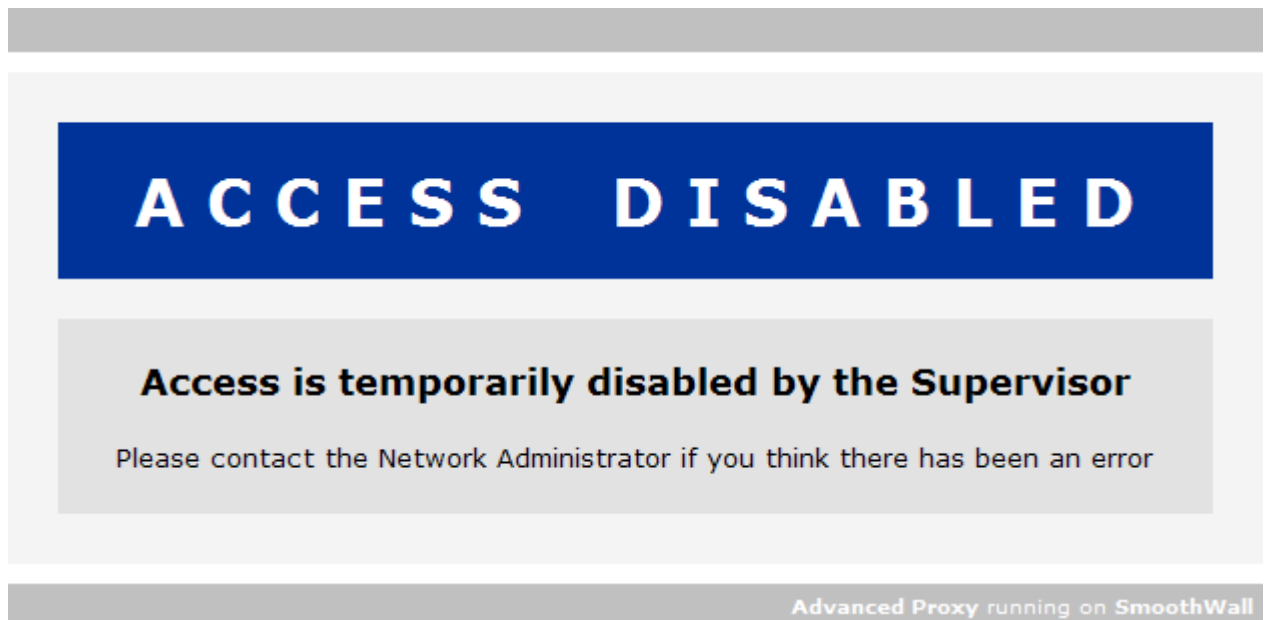 ACCESS DISABLED
Access is temporarily disabled by the Supervisor
Please contact the Network Administrator if you think there has been an error
Advanced Proxy running on SmoothWall